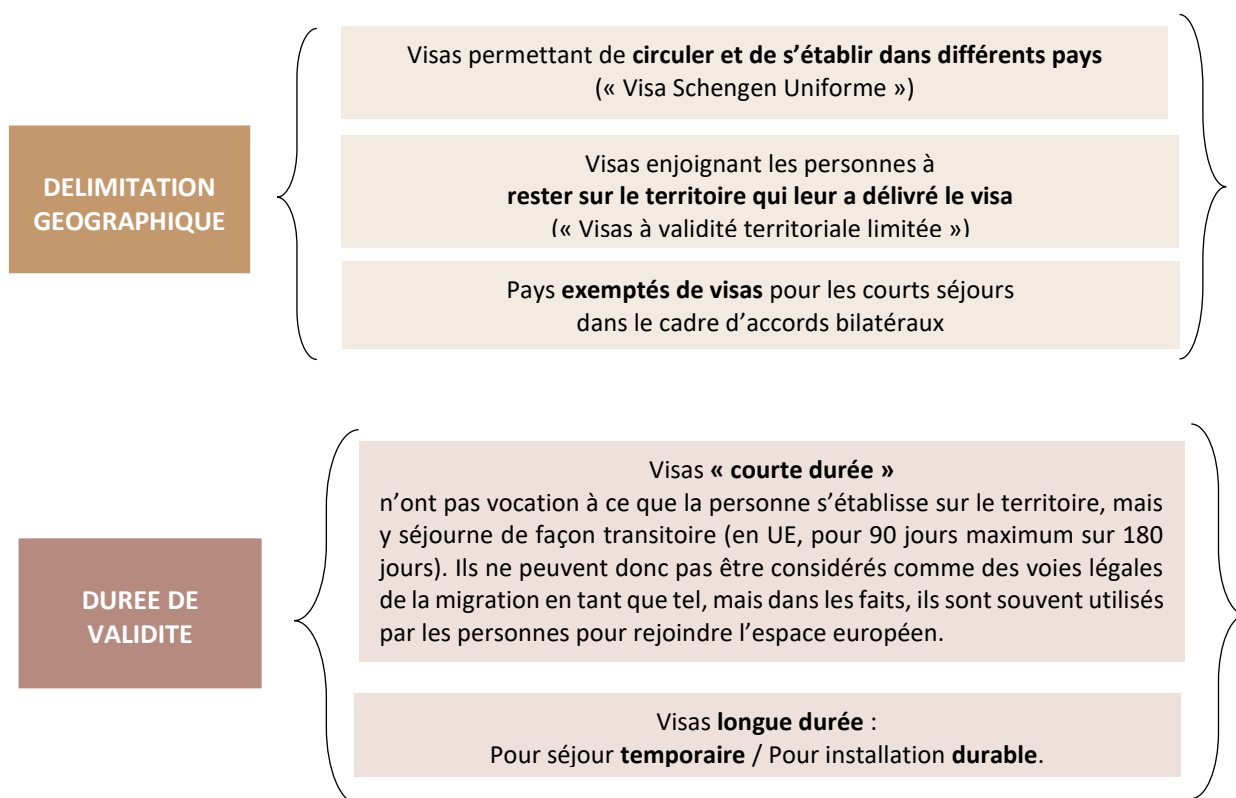 Visas permettant de circuler et de s’établir dans différents pays
(« Visa Schengen Uniforme »)
DELIMITATION
GEOGRAPHIQUE
Visas enjoignant les personnes à
rester sur le territoire qui leur a délivré le visa
(« Visas à validité territoriale limitée »)
Pays exemptés de visas pour les courts séjours
dans le cadre d’accords bilatéraux
DUREE DE
VALIDITE
Visas « courte durée »
n’ont pas vocation à ce que la personne s’établisse sur le territoire, mais
y séjourne de façon transitoire (en UE, pour 90 jours maximum sur 180
jours). Ils ne peuvent donc pas être considérés comme des voies légales
de la migration en tant que tel, mais dans les faits, ils sont souvent utilisés
par les personnes pour rejoindre l’espace européen.
Visas longue durée :
Pour séjour temporaire / Pour installation durable.